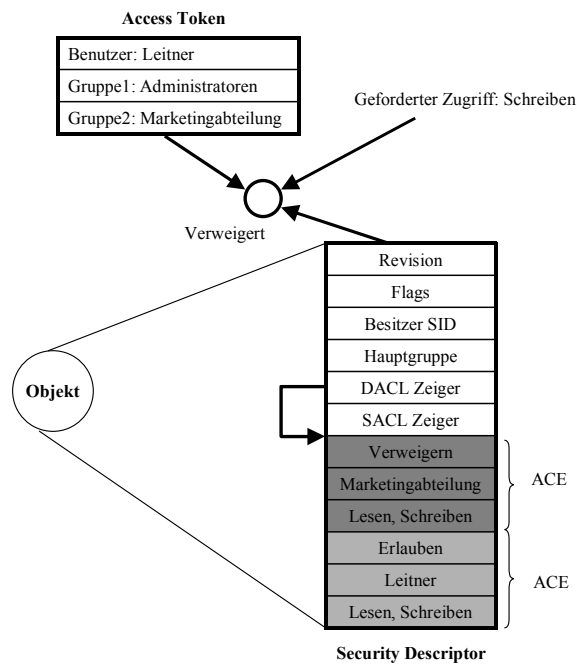 Access Token
Benutzer: Leitner
Gruppe1: Administratoren
Gruppe2: Marketingabteilung
Geforderter Zugriff: Schreiben
Verweigert
Revision
Flags
Besitzer SID
Hauptgruppe
Objekt
DACL Zeiger
SACL Zeiger
Verweigern
Marketingabteilung
ACE
Lesen, Schreiben
Erlauben
Leitner
ACE
Lesen, Schreiben
Security Descriptor